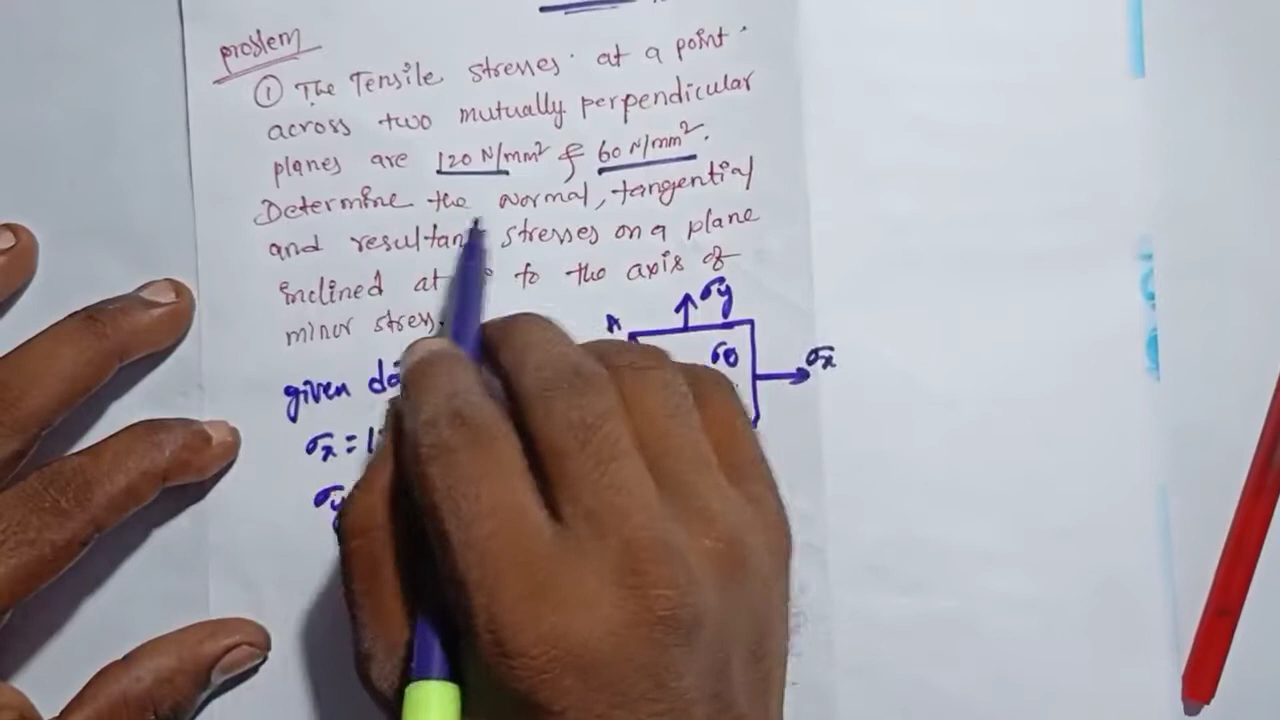 problem
① The Tensile stresses at a point
across two mutually perpendicular
planes are 120 N/mm² & 60 N/mm².
Determine the normal, tangential
and resultant stresses on a plane
inclined at to the axis of
minor stress.
σy
A
σθ
σx
given
σx =
σy